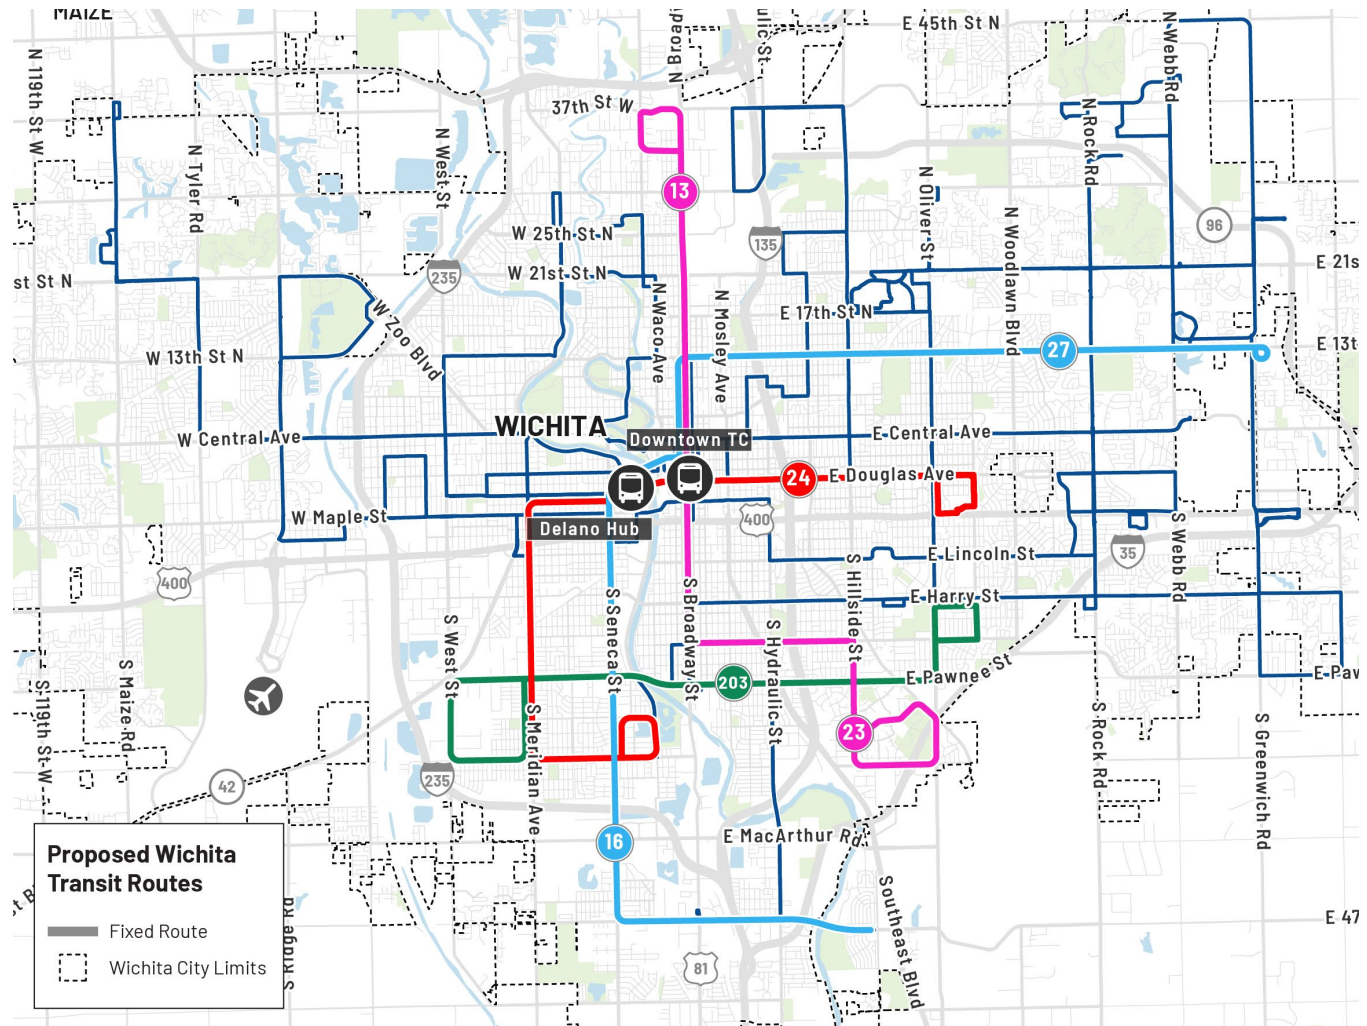 MAIZE
E 45th St N
N 119th St W
N Tyler Rd
N West St
37th St W
N Webb Rd
N Rock Rd
13
N Oliver St
N Woodlawn Blvd
96
135
235
W 25th St N
W 21st St N
st St N
E 21s
N Waco Ave
N Mosley Ave
E 17th St N
W Zoo Blvd
W 13th St N
27
E 13t
WICHITA
W Central Ave
Downtown TC
E Central Ave
24
E Douglas Ave
W Maple St
Delano Hub
400
E Lincoln St
35
400
S Webb Rd
S Hillside St
E Harry St
S Seneca St
S Broadway St
S West St
S Hydraulic St
S Maize Rd
S 119th St W
E Pawnee St
E Paw
203
23
S Meridian Ave
S Rock Rd
S Greenwich Rd
42
235
16
E MacArthur Rd
Southeast Blvd
E 47
81
S Ridge Rd
Proposed Wichita
Transit Routes
Fixed Route
Wichita City Limits